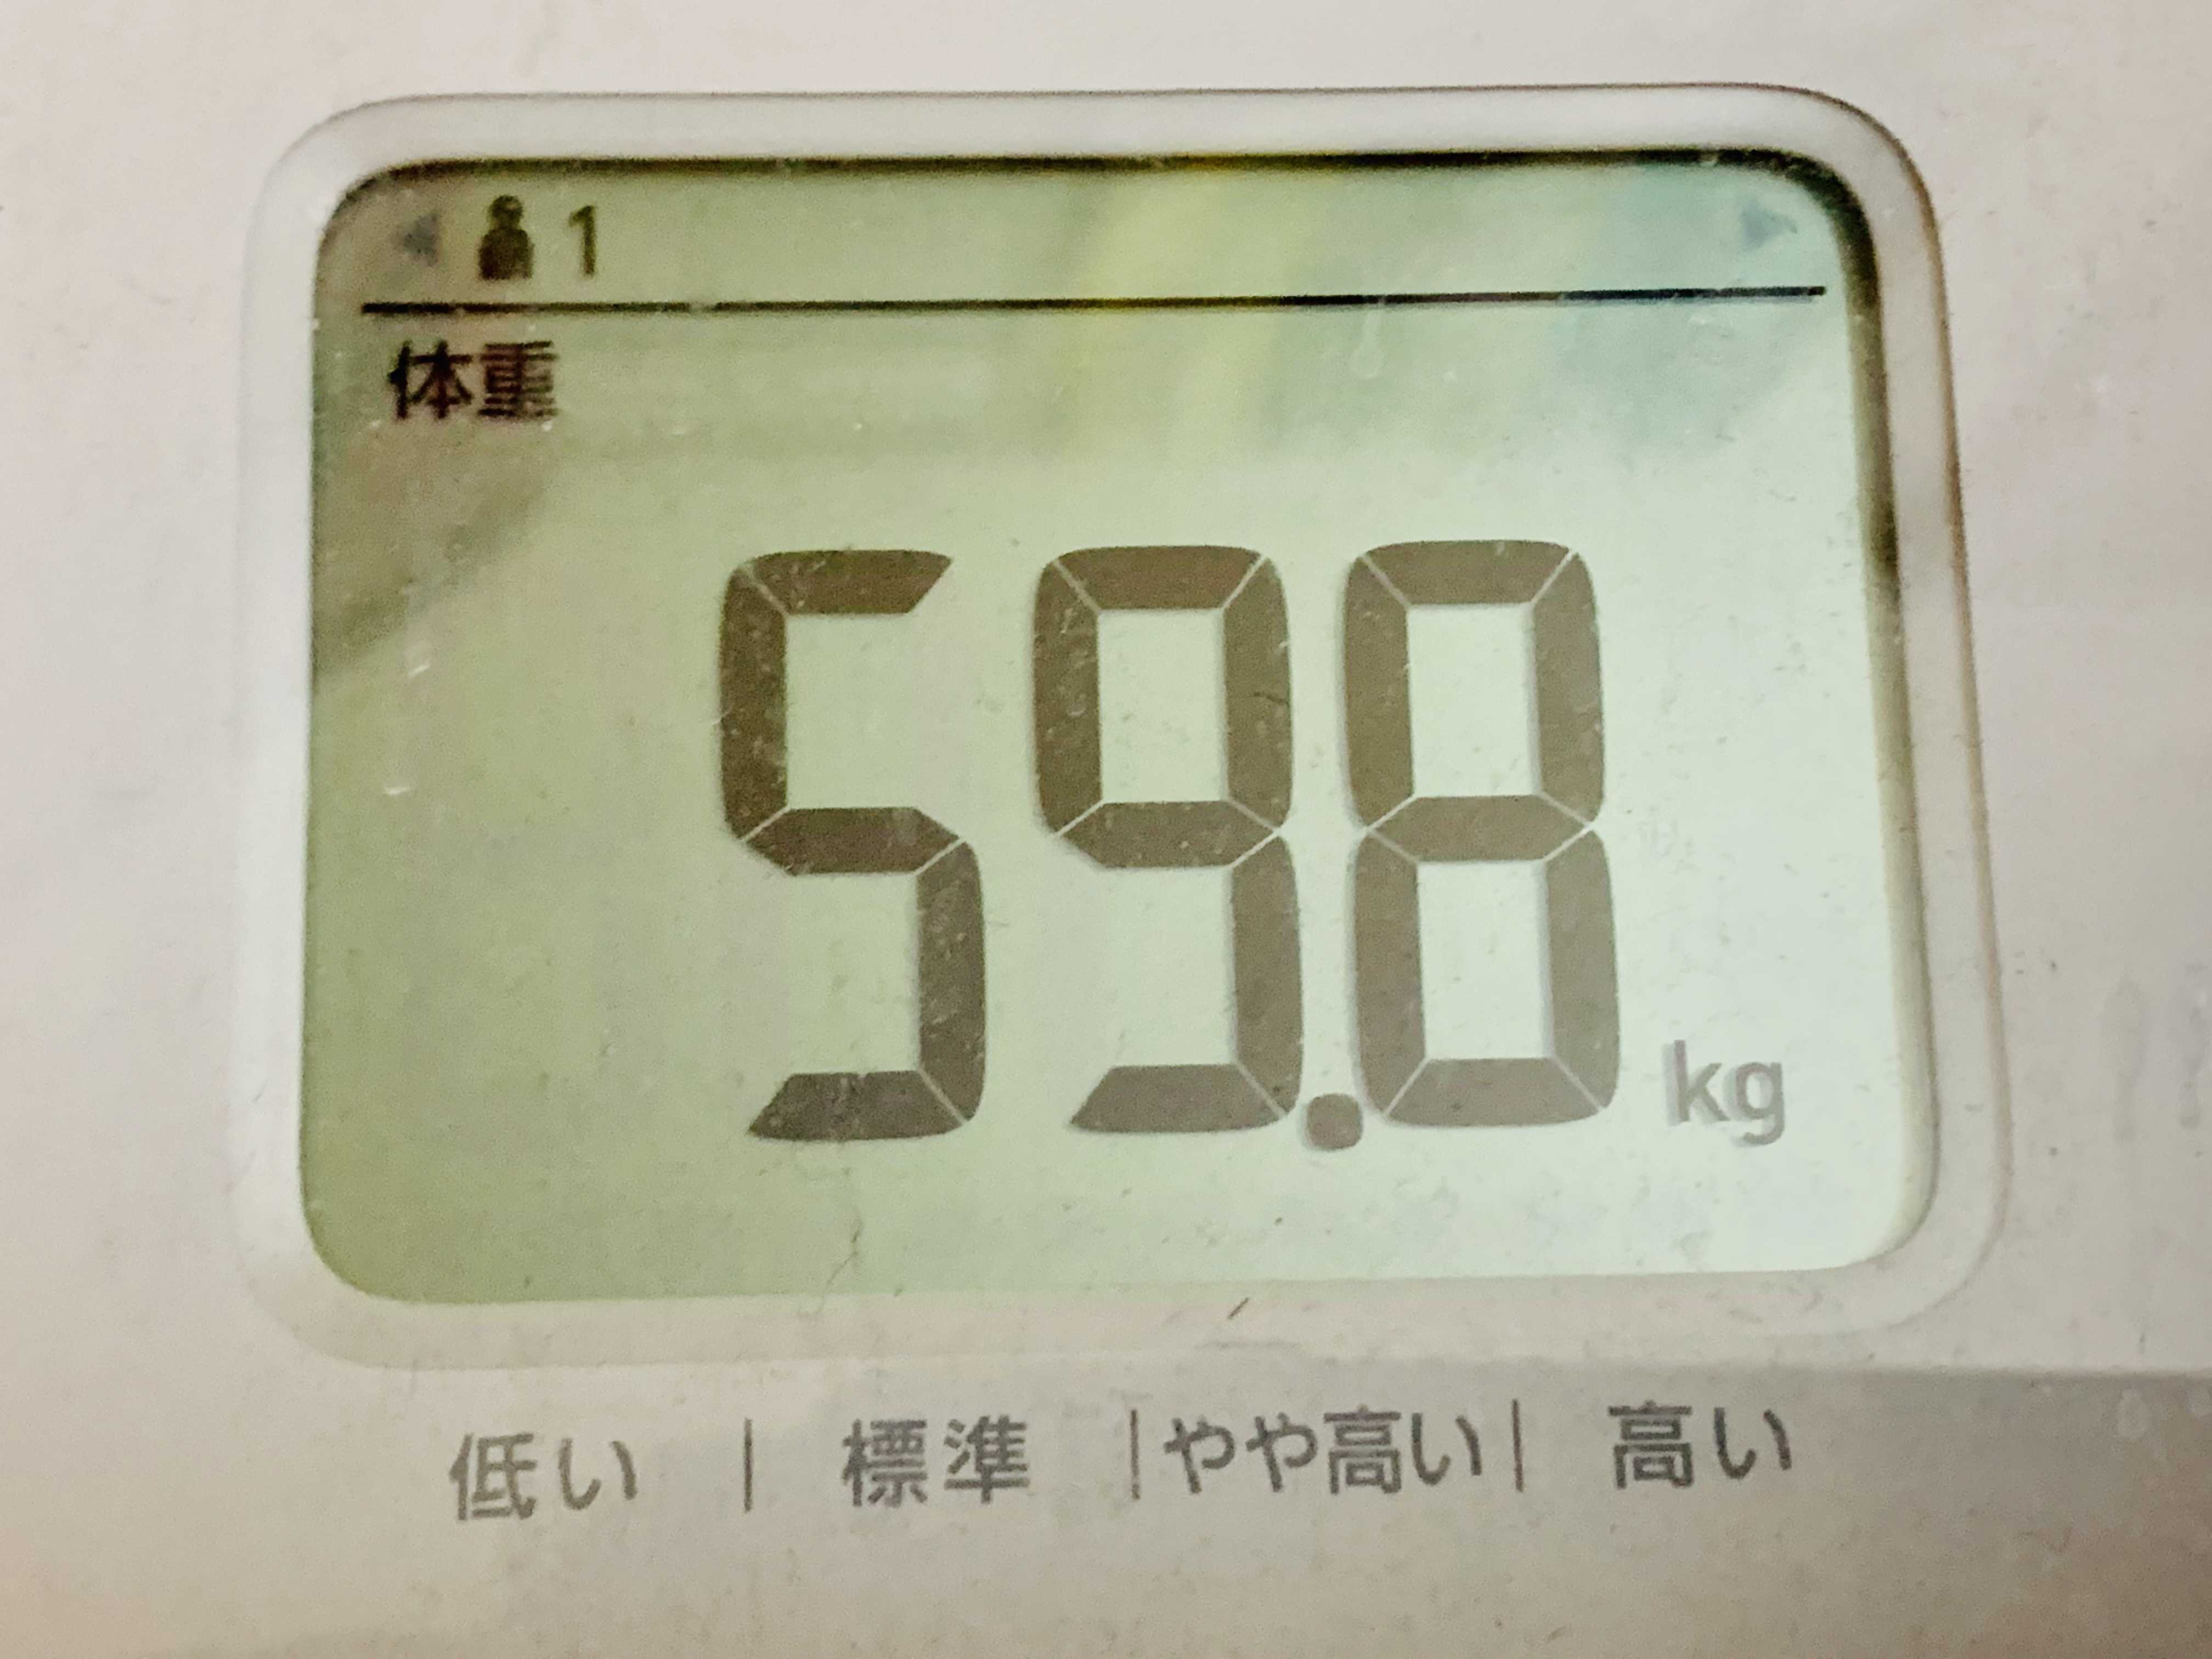 1
体重
59.8 kg
低い | 標準 | やや高い | 高い